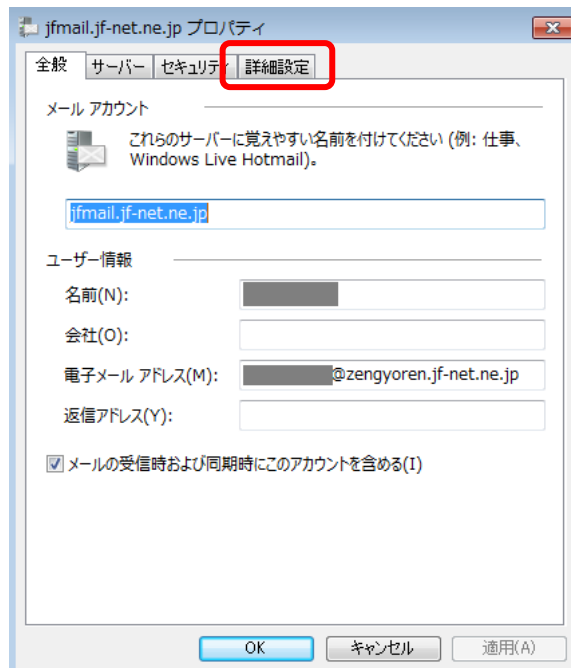 jfmail.jf-net.ne.jp プロパティ
全般 サーバー セキュリティ 詳細設定
メール アカウント
これらのサーバーに覚えやすい名前を付けてください (例: 仕事、
Windows Live Hotmail)。
jfmail.jf-net.ne.jp
ユーザー情報
名前(N):
会社(O):
電子メール アドレス(M): @zengyoren.jf-net.ne.jp
返信アドレス(Y):
メールの受信時および同期時にこのアカウントを含める(I)
OK キャンセル 適用(A)